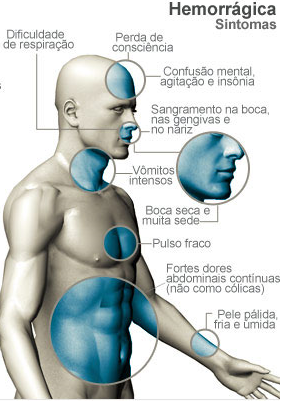 Hemorrágica
Sintomas
Dificuldade
de respiração
Perda de
consciência
Confusão mental,
agitação e insônia
Sangramento na boca,
nas gengivas e
no nariz
Vômitos
intensos
Boca seca e
muita sede
Pulso fraco
Fortes dores
abdominais contínuas
(não como cólicas)
Pele pálida,
fria e úmida